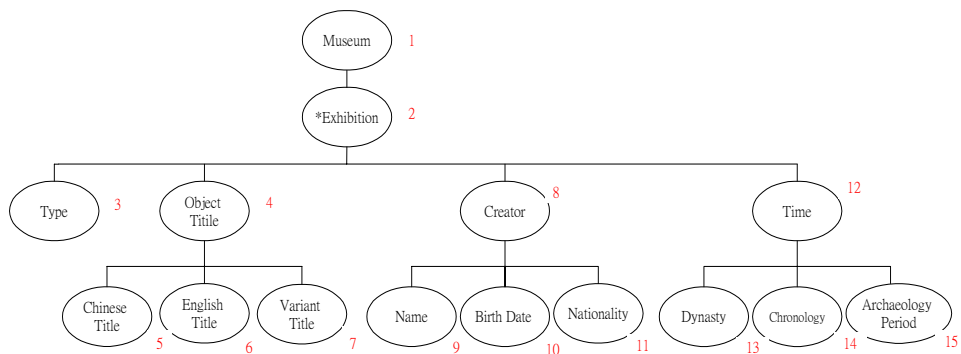 Museum 1
*Exhibition 2
Type 3
Object
Titile 4
Creator 8
Time 12
Chinese
Title 5
English
Title 6
Variant
Title 7
Name 9
Birth Date 10
Nationality 11
Dynasty 13
Chronology 14
Archaeology
Period 15